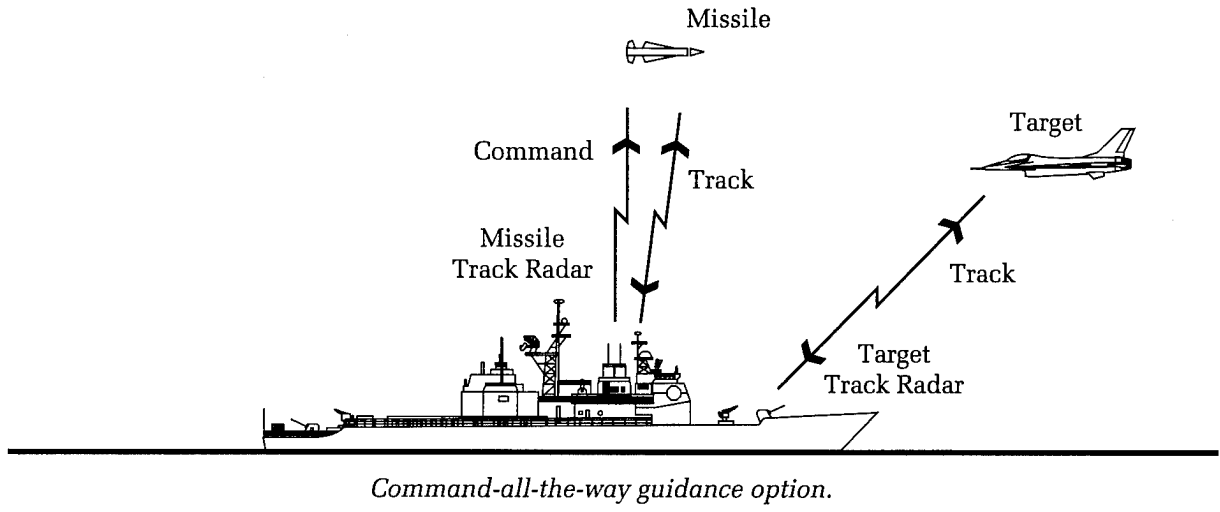 Missile
Target
Command
Track
Missile
Track Radar
Track
Target
Track Radar
Command-all-the-way guidance option.